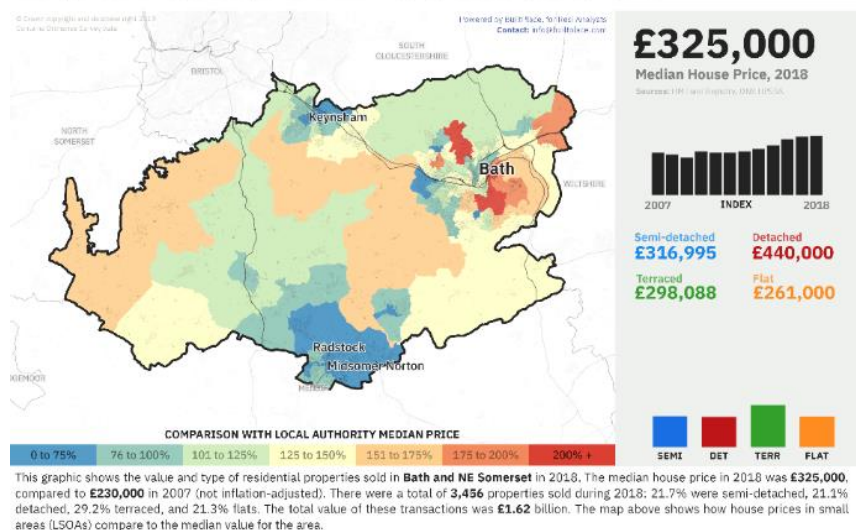 © Crown copyright and database right 2019
Contains Ordnance Survey data
Powered by Built Place, for Resi Analysts
Contact: info@builtplace.com
SOUTH
GLOUCESTERSHIRE
BRISTOL
NORTH
SOMERSET
Keynsham
Bath
WILTSHIRE
Radstock
Midsomer Norton
COMPARISON WITH LOCAL AUTHORITY MEDIAN PRICE
0 to 75% 76 to 100% 101 to 125% 125 to 150% 151 to 175% 175 to 200% 200% +
£325,000
Median House Price, 2018
Sources: HM Land Registry,
2007 INDEX 2018
Semi-detached Detached
£316,995 £440,000
Terraced Flat
£298,088 £261,000
SEMI DET TERR FLAT
This graphic shows the value and type of residential properties sold in Bath and NE Somerset in 2018. The median house price in 2018 was £325,000,
compared to £230,000 in 2007 (not inflation-adjusted). There were a total of 3,456 properties sold during 2018: 21.7% were semi-detached, 21.1%
detached, 29.2% terraced, and 21.3% flats. The total value of these transactions was £1.62 billion. The map above shows how house prices in small
areas (LSOAs) compare to the median value for the area.